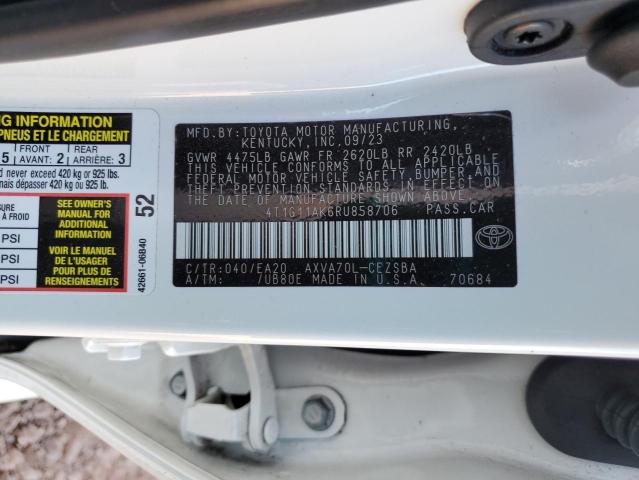 NG INFORMATION
PNEUS ET LE CHARGEMENT
5 FRONT AVANT: 2 REAR ARRIÈRE: 3
d never exceed 420 kg or 925 lbs.
nais dépasser 420 kg ou 925 lb.
SEE OWNER'S
MANUAL FOR
ADDITIONAL
INFORMATION
VOIR LE MANUEL
DE L'USAGER
POUR PLUS DE
RENSEIGNEMENTS
PSI
PSI
PSI
52
42661-06B40
MFD.BY:TOYOTA MOTOR MANUFACTURING,
KENTUCKY, INC. 09/23
GVWR 4475LB GAWR FR 2620LB RR 2420LB
THIS VEHICLE CONFORMS TO ALL APPLICABLE
FEDERAL MOTOR VEHICLE SAFETY, BUMPER, AND
THEFT PREVENTION STANDARDS IN EFFECT ON
THE DATE OF MANUFACTURE SHOWN ABOVE.
4T1G11AK6RU858706 PASS.CAR
C/TR:040/EA20 AXVA70L-CEZSBA
A/TM: /UB80E MADE IN U.S.A. 70684
TOYOTA